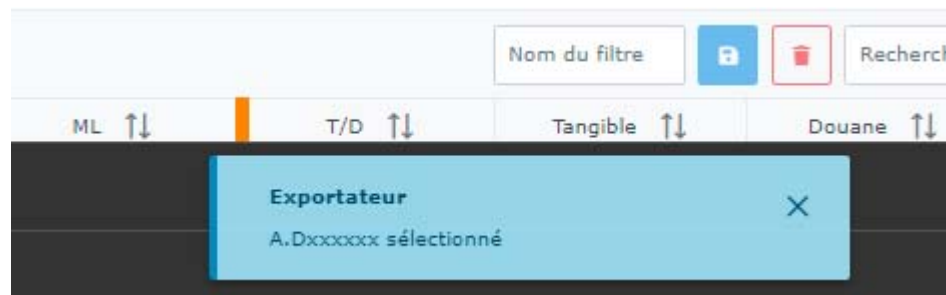 Nom du filtre
Recherch
ML T/D Tangible Douane
Exportateur
A.Dxxxxxx sélectionné